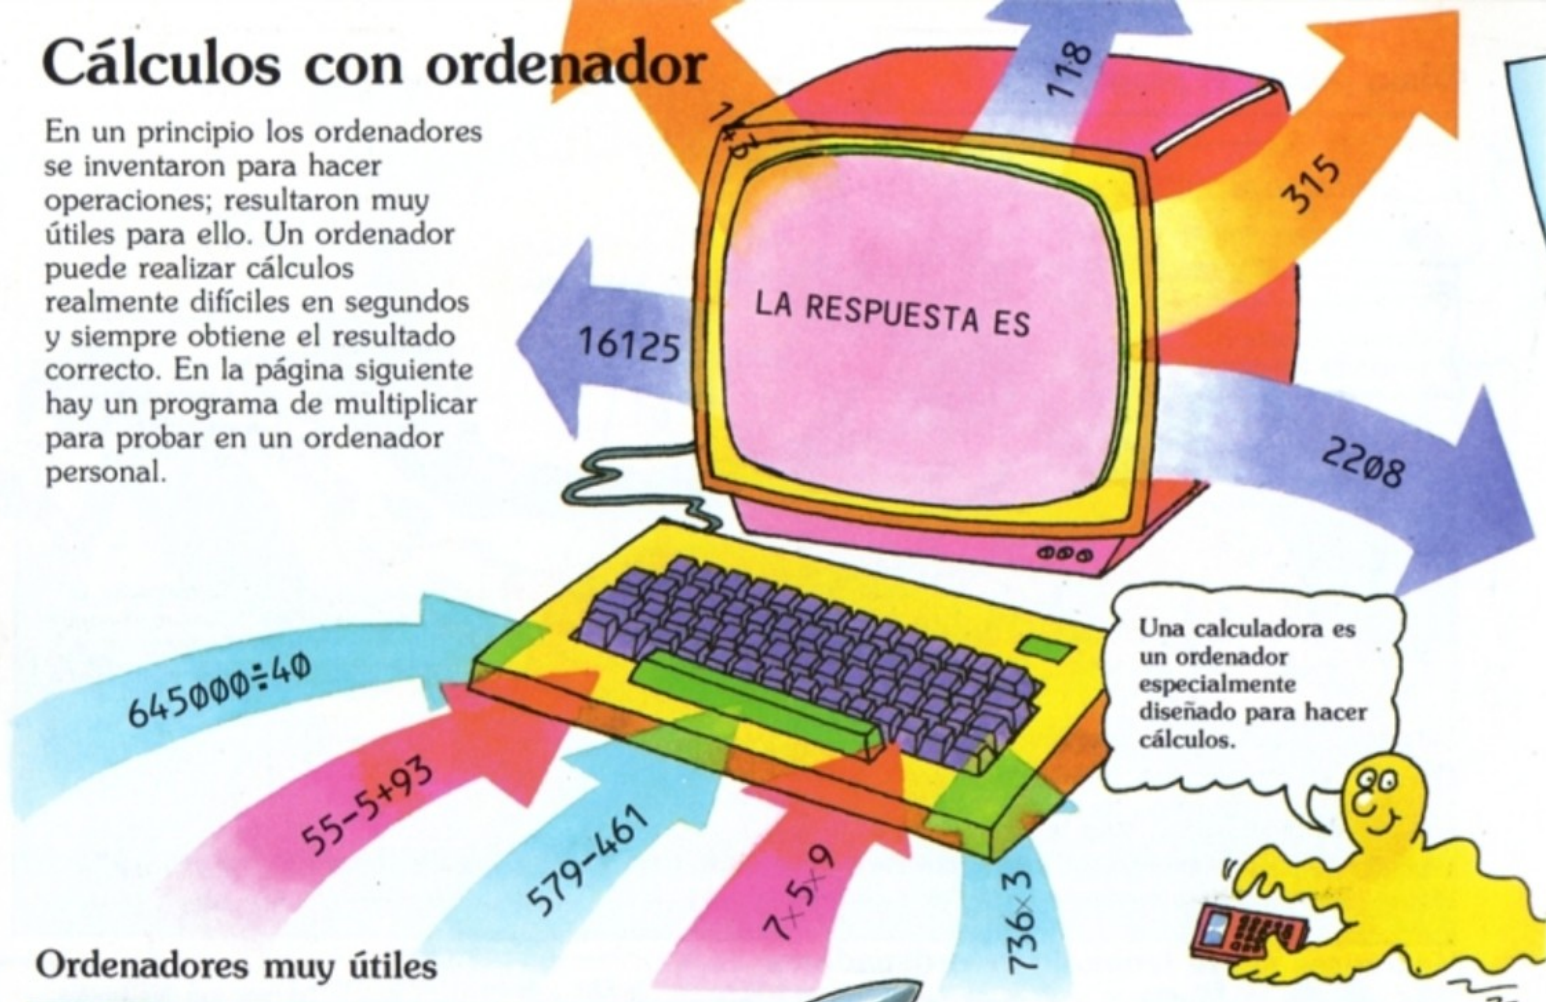 Cálculos con ordenador
En un principio los ordenadores
se inventaron para hacer
operaciones; resultaron muy
útiles para ello. Un ordenador
puede realizar cálculos
realmente difíciles en segundos
y siempre obtiene el resultado
correcto. En la página siguiente
hay un programa de multiplicar
para probar en un ordenador
personal.
118
315
16125
LA RESPUESTA ES
2208
645000÷40
55-5+93
579-461
7×5×9
736×3
Una calculadora es
un ordenador
especialmente
diseñado para hacer
cálculos.
Ordenadores muy útiles